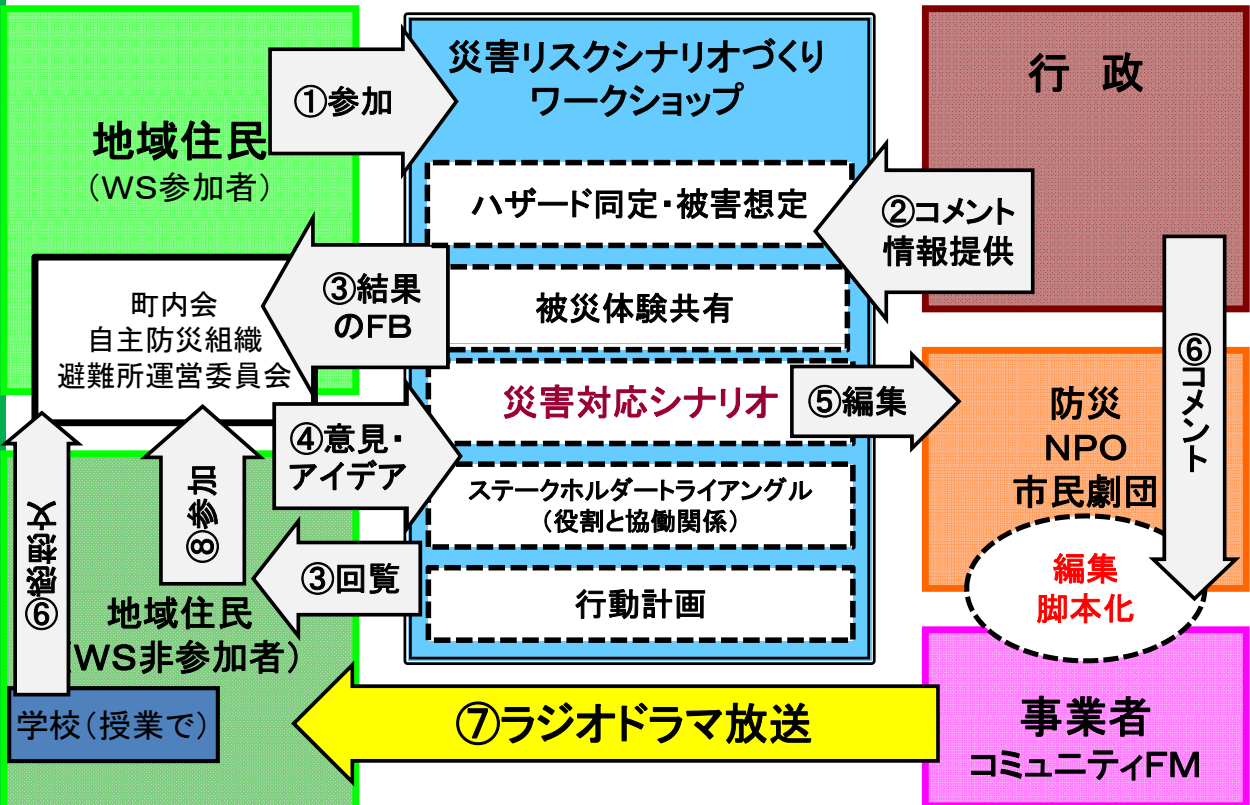 災害リスクシナリオづくり
ワークショップ
行　政
①参加
地域住民
（WS参加者）
ハザード同定・被害想定
②コメント
情報提供
③結果
のFB
被災体験共有
町内会
自主防災組織
避難所運営委員会
⑥コメント
災害対応シナリオ
⑤編集
防災
NPO
市民劇団
④意見・
アイデア
ステークホルダートライアングル
（役割と協働関係）
⑧参加
⑨感想文
③回覧
行動計画
編集
脚本化
地域住民
（WS非参加者）
学校（授業で）
⑦ラジオドラマ放送
事業者
コミュニティFM